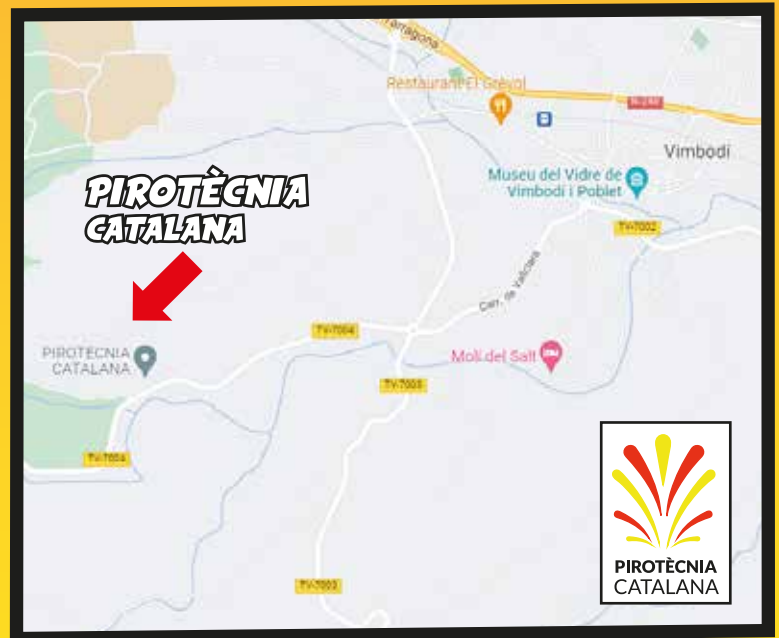 Tarragona
Restaurant El Grèvol
N-240
Vimbodí
Museu del Vidre de
Vimbodí i Poblet
PIROTÈCNIA
CATALANA
TV-7002
Carr. de Vallclara
TV-7004
PIROTECNIA
CATALANA
Molí del Salt
TV-7003
TV-7004
TV-7003
PIROTÈCNIA
CATALANA